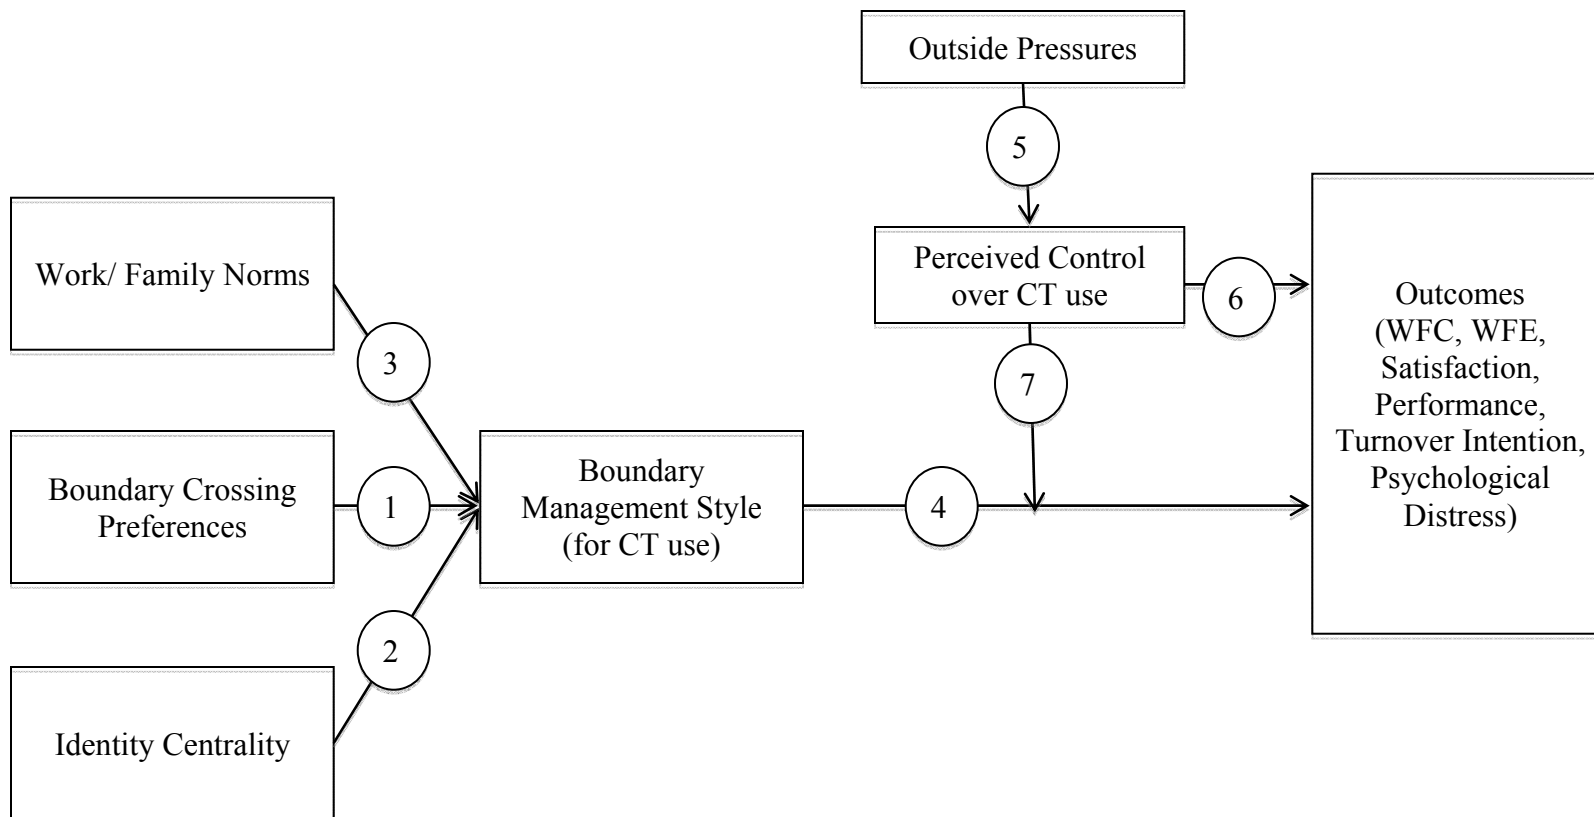 Outside Pressures
5
Work/ Family Norms
Perceived Control
over CT use
6
Outcomes
(WFC, WFE,
Satisfaction,
Performance,
Turnover Intention,
Psychological
Distress)
3
7
Boundary Crossing
Preferences
1
Boundary
Management Style
(for CT use)
4
2
Identity Centrality